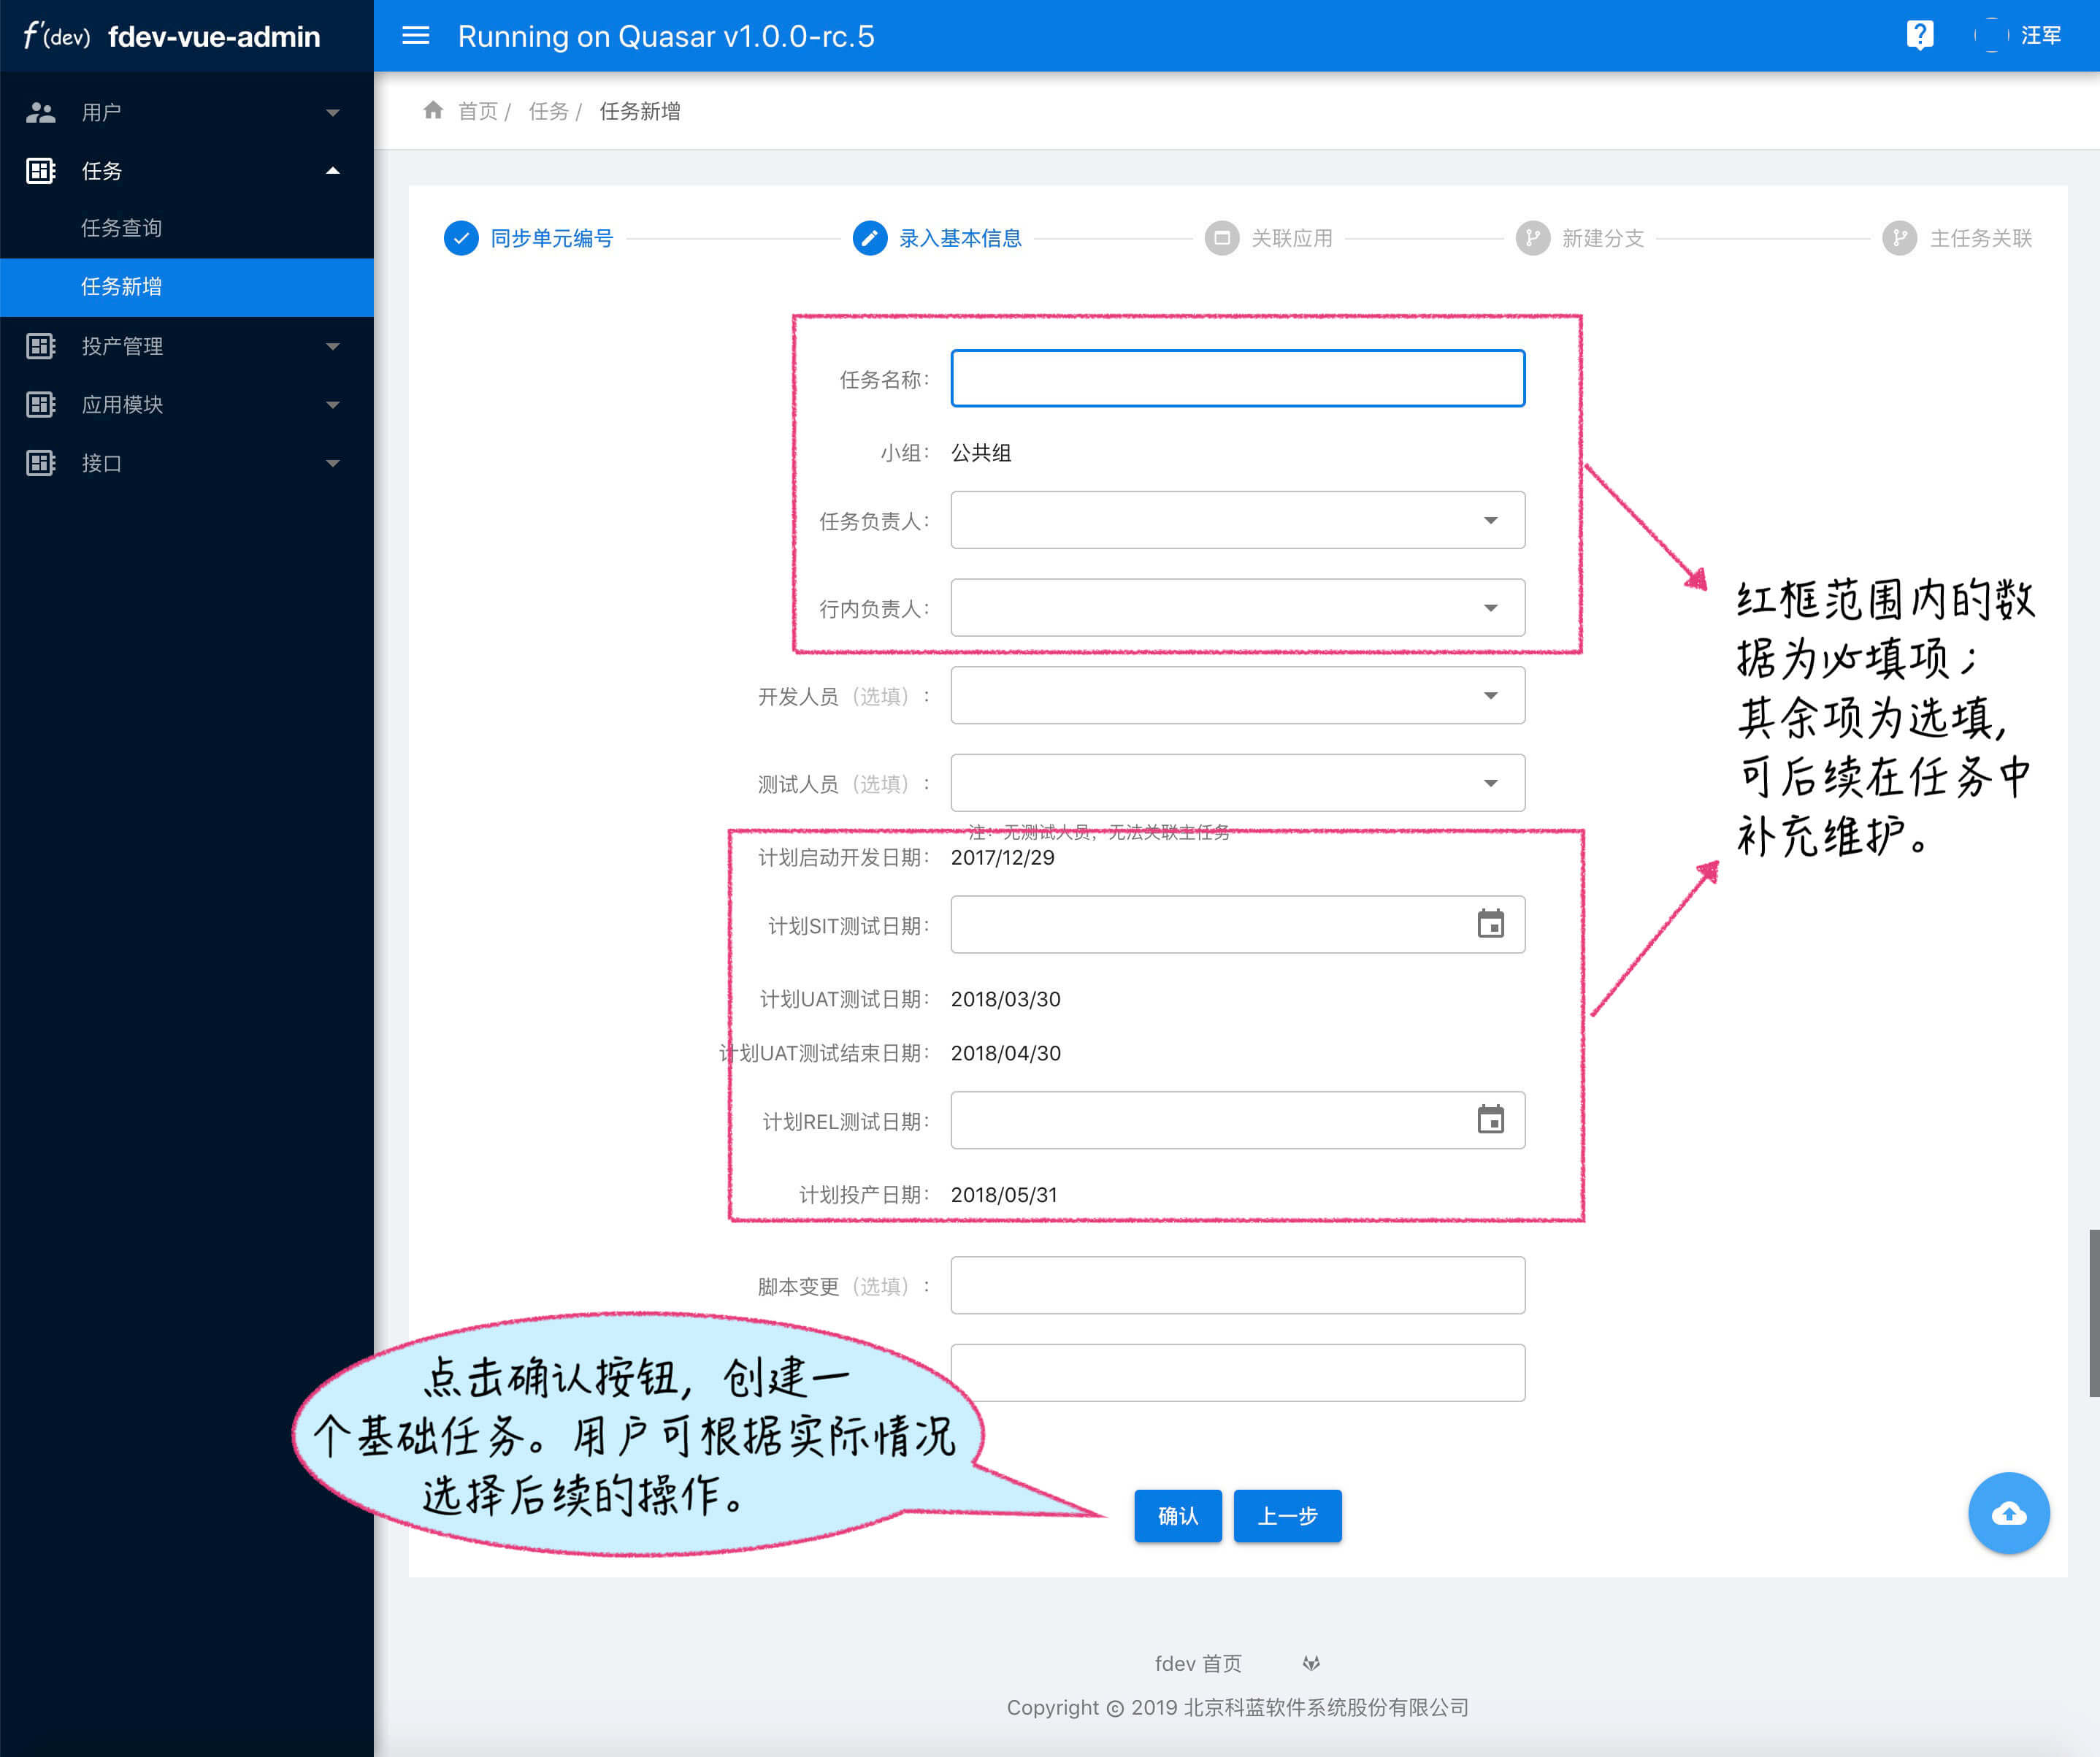 f'(dev) fdev-vue-admin
Running on Quasar v1.0.0-rc.5
汪军
用户
任务
任务查询
任务新增
投产管理
应用模块
接口
首页 / 任务 / 任务新增
同步单元编号
录入基本信息
关联应用
新建分支
主任务关联
任务名称:
小组: 公共组
任务负责人:
行内负责人:
开发人员（选填）:
测试人员（选填）:
注：无测试人员，无法关联主任务
计划启动开发日期: 2017/12/29
计划SIT测试日期:
计划UAT测试日期: 2018/03/30
计划UAT测试结束日期: 2018/04/30
计划REL测试日期:
计划投产日期: 2018/05/31
脚本变更（选填）:
红框范围内的数
据为必填项；
其余项为选填，
可后续在任务中
补充维护。
点击确认按钮，创建一
个基础任务。用户可根据实际情况
选择后续的操作。
确认
上一步
fdev 首页
Copyright © 2019 北京科蓝软件系统股份有限公司